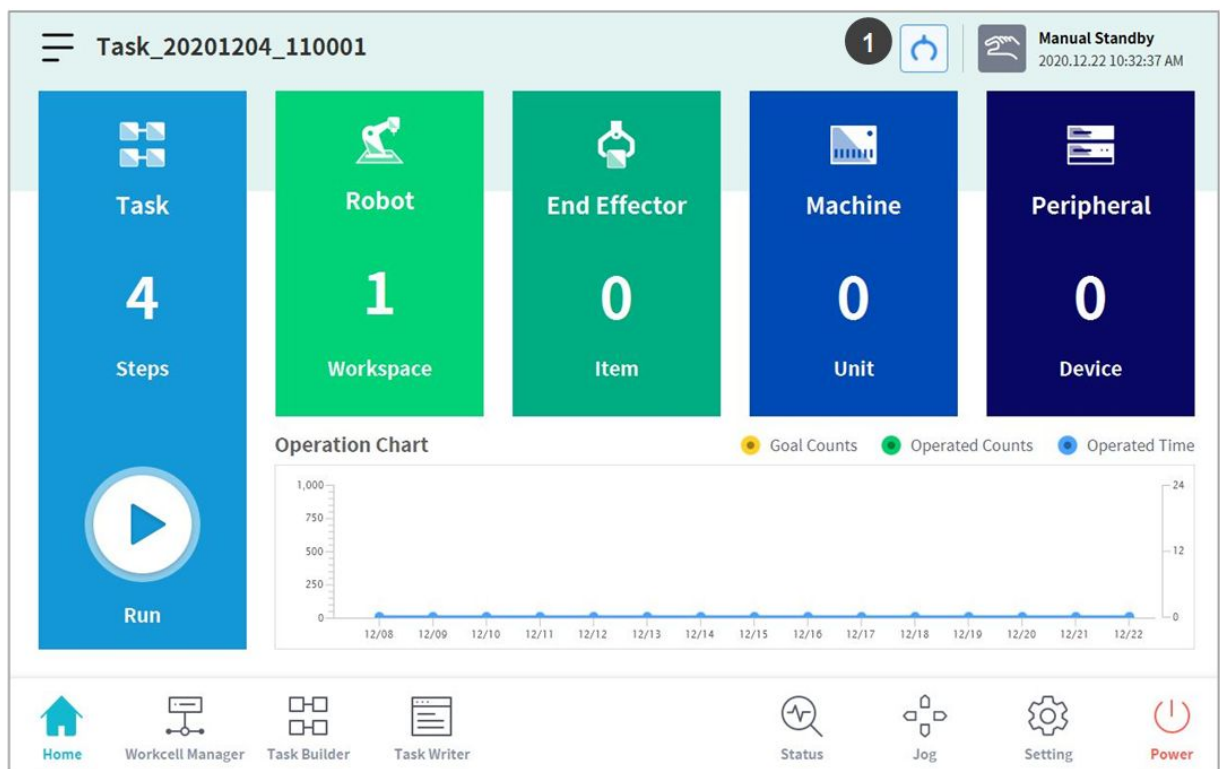 Task_20201204_110001
1
Manual Standby
2020.12.22 10:32:37 AM
Task
4
Steps
Run
Robot
1
Workspace
End Effector
0
Item
Machine
0
Unit
Peripheral
0
Device
Operation Chart
Goal Counts
Operated Counts
Operated Time
1,000
750
500
250
0
24
12
0
12/08 12/09 12/10 12/11 12/12 12/13 12/14 12/15 12/16 12/17 12/18 12/19 12/20 12/21 12/22
Home
Workcell Manager
Task Builder
Task Writer
Status
Jog
Setting
Power